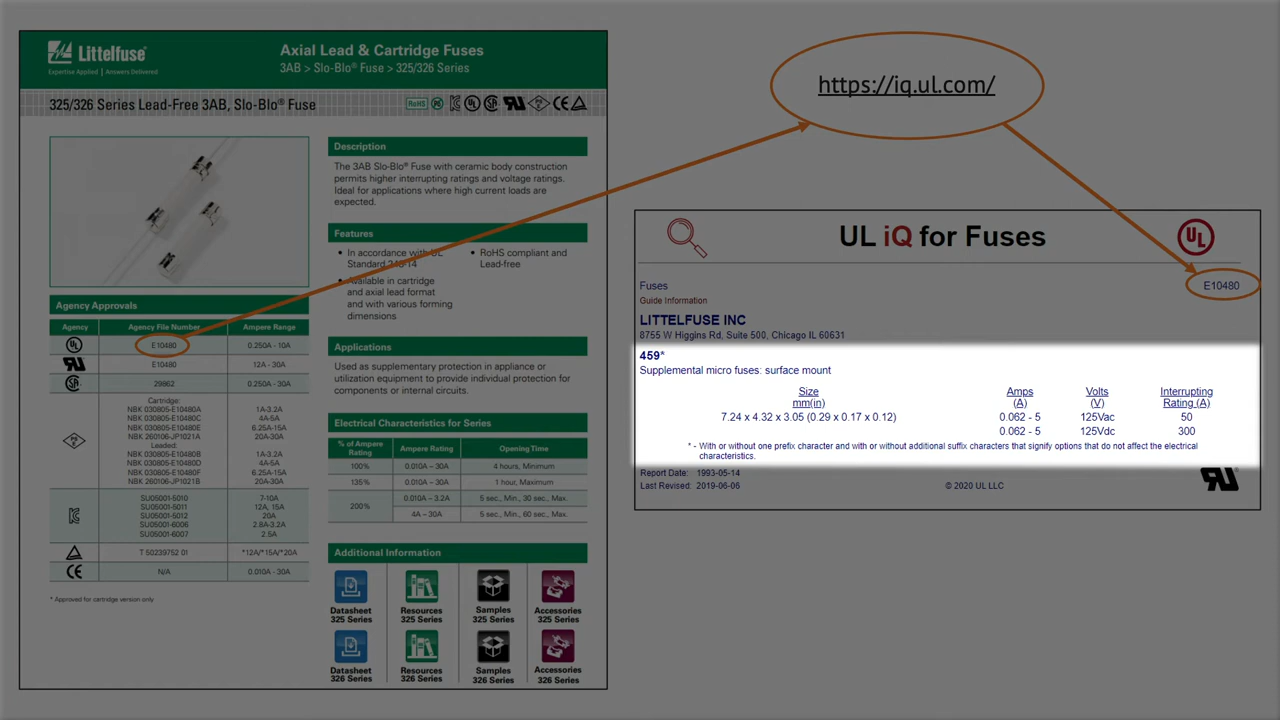 Littelfuse®
Expertise Applied | Answers Delivered
Axial Lead & Cartridge Fuses
3AB > Slo-Blo® Fuse > 325/326 Series
325/326 Series Lead-Free 3AB, Slo-Blo® Fuse
RoHS
Agency Approvals
Agency Agency File Number Ampere Range
E10480 0.250A - 10A
E10480 12A - 30A
29862 0.250A - 30A
Cartridge:
NBK 030805-E10480A 1A-3.2A
NBK 030805-E10480C 4A-5A
NBK 030805-E10480E 6.25A-15A
NBK 260106-JP1021A 20A-30A
Leaded:
NBK 030805-E10480B 1A-3.2A
NBK 030805-E10480D 4A-5A
NBK 030805-E10480F 6.25A-15A
NBK 260106-JP1021B 20A-30A
SU05001-5010 7-10A
SU05001-5011 12A, 15A
SU05001-5012 20A
SU05001-6006 2.8A-3.2A
SU05001-6007 2.5A
T 50239752 01 *12A/*15A/*20A
N/A 0.010A - 30A
* Approved for cartridge version only
Description
The 3AB Slo-Blo® Fuse with ceramic body construction
permits higher interrupting ratings and voltage ratings.
Ideal for applications where high current loads are
expected.
Features
• In accordance with UL
Standard 248-14
• Available in cartridge
and axial lead format
and with various forming
dimensions
• RoHS compliant and
Lead-free
Applications
Used as supplementary protection in appliance or
utilization equipment to provide individual protection for
components or internal circuits.
Electrical Characteristics for Series
% of Ampere
Rating Ampere Rating Opening Time
100% 0.010A – 30A 4 hours, Minimum
135% 0.010A – 30A 1 hour, Maximum
200% 0.010A – 3.2A 5 sec., Min., 30 sec., Max.
4A – 30A 5 sec., Min., 60 sec., Max.
Additional Information
Datasheet
325 Series
Resources
325 Series
Samples
325 Series
Accessories
325 Series
Datasheet
326 Series
Resources
326 Series
Samples
326 Series
Accessories
326 Series
https://iq.ul.com/
UL iQ for Fuses
UL
Fuses
E10480
Guide Information
LITTELFUSE INC
8755 W Higgins Rd, Suite 500, Chicago IL 60631
459*
Supplemental micro fuses: surface mount
Size Amps Volts Interrupting
mm(in) (A) (V) Rating (A)
7.24 x 4.32 x 3.05 (0.29 x 0.17 x 0.12) 0.062 - 5 125Vac 50
0.062 - 5 125Vdc 300
* - With or without one prefix character and with or without additional suffix characters that signify options that do not affect the electrical
characteristics.
Report Date: 1993-05-14
Last Revised: 2019-06-06 © 2020 UL LLC